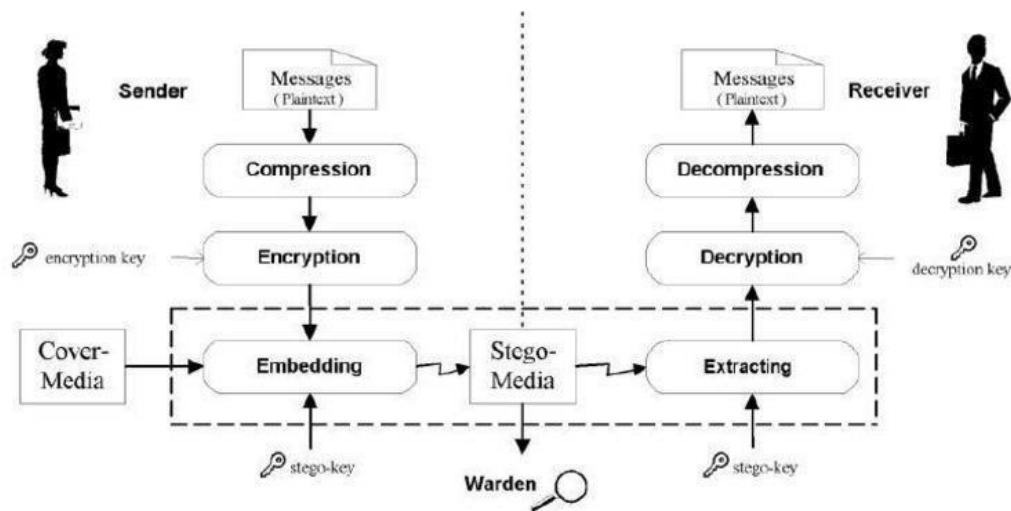 Sender
Messages
(Plaintext)
Compression
encryption key
Encryption
Cover-
Media
Embedding
stego-key
Stego-
Media
Warden
Messages
(Plaintext)
Receiver
Decompression
Decryption
decryption key
Extracting
stego-key